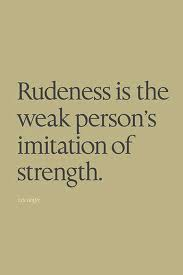 Rudeness is the
weak person's
imitation of
strength.